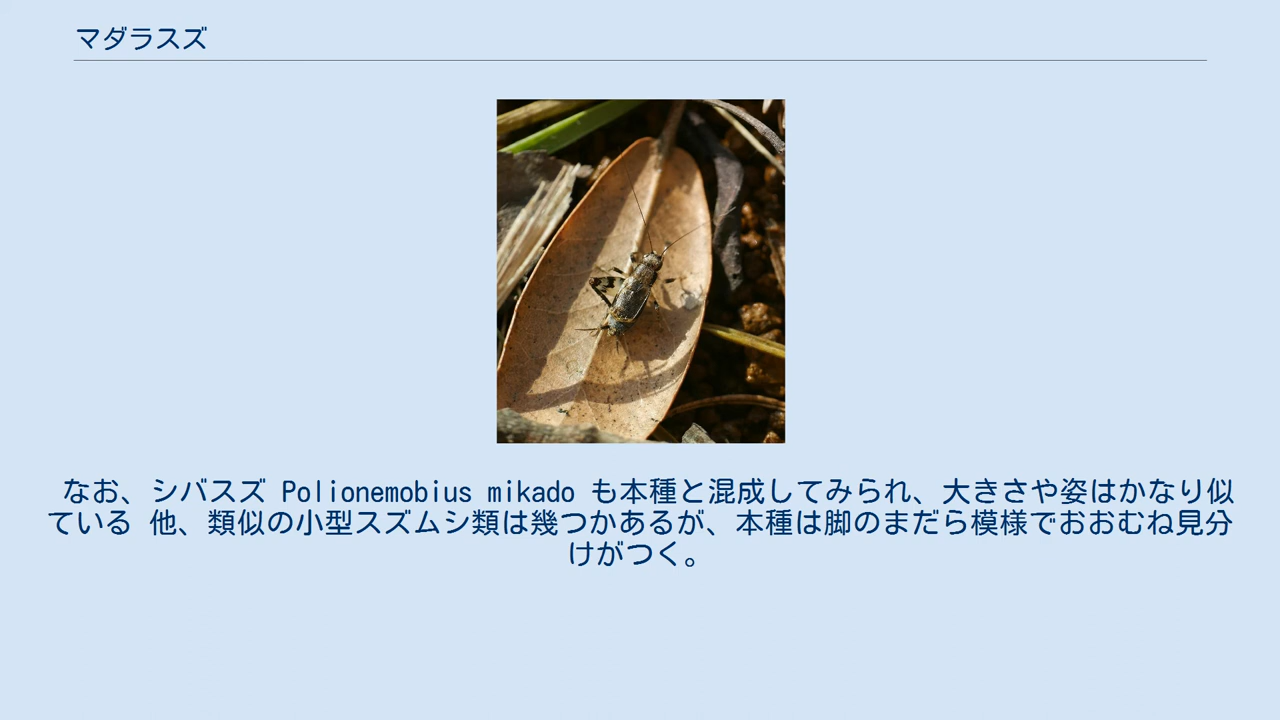 マダラスズ
なお、シバスズ Polionemobius mikado も本種と混成してみられ、大きさや姿はかなり似
ている 他、類似の小型スズムシ類は幾つかあるが、本種は脚のまだら模様でおおむね見分
けがつく。